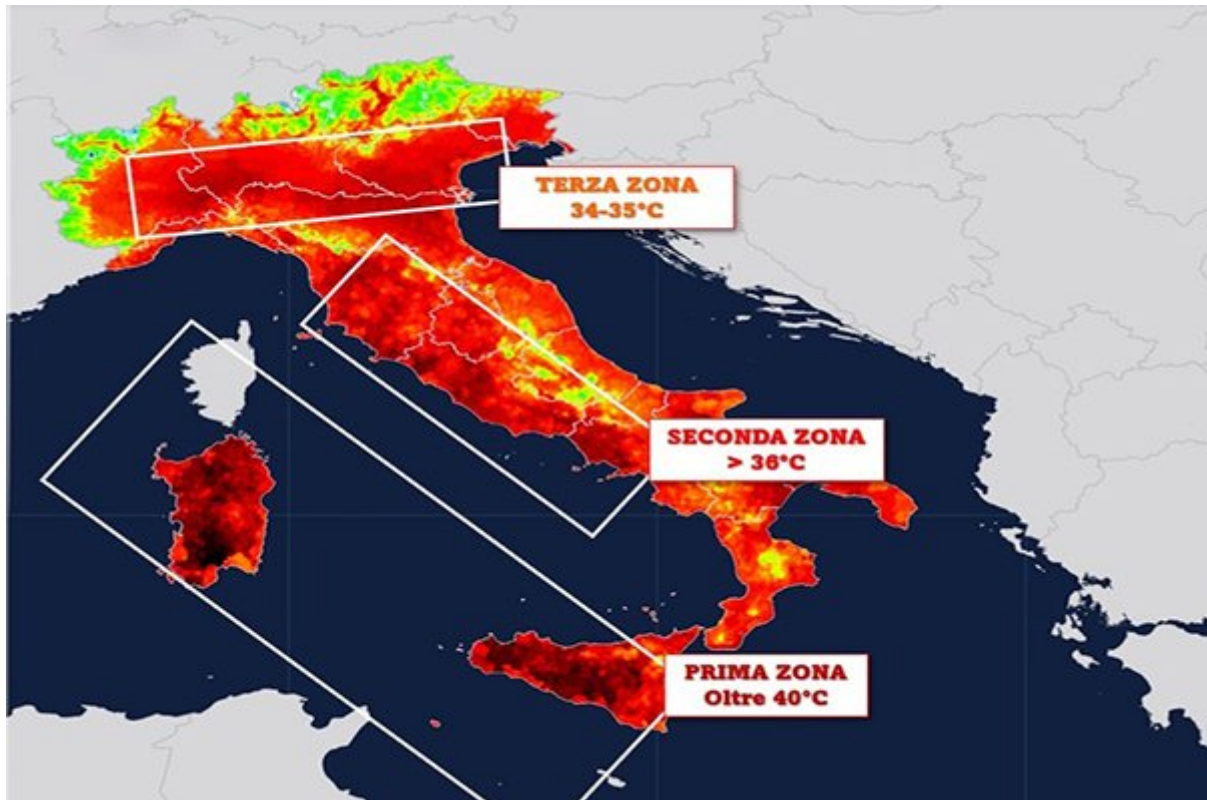 TERZA ZONA
34-35°C
SECONDA ZONA
> 36°C
PRIMA ZONA
Oltre 40°C